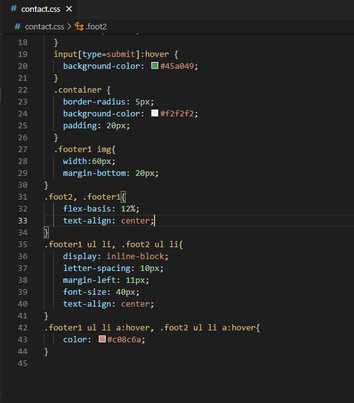 contact.css
contact.css > .foot2
18 }
19 input[type=submit]:hover {
20 background-color: #45a049;
21 }
22 .container {
23 border-radius: 5px;
24 background-color: #f2f2f2;
25 padding: 20px;
26 }
27 .footer1 img{
28 width:60px;
29 margin-bottom: 20px;
30 }
31 .foot2, .footer1{
32 flex-basis: 12%;
33 text-align: center;
34 }
35 .footer1 ul li, .foot2 ul li{
36 display: inline-block;
37 letter-spacing: 10px;
38 margin-left: 11px;
39 font-size: 40px;
40 text-align: center;
41 }
42 .footer1 ul li a:hover, .foot2 ul li a:hover{
43 color: #c08c6a;
44 }
45